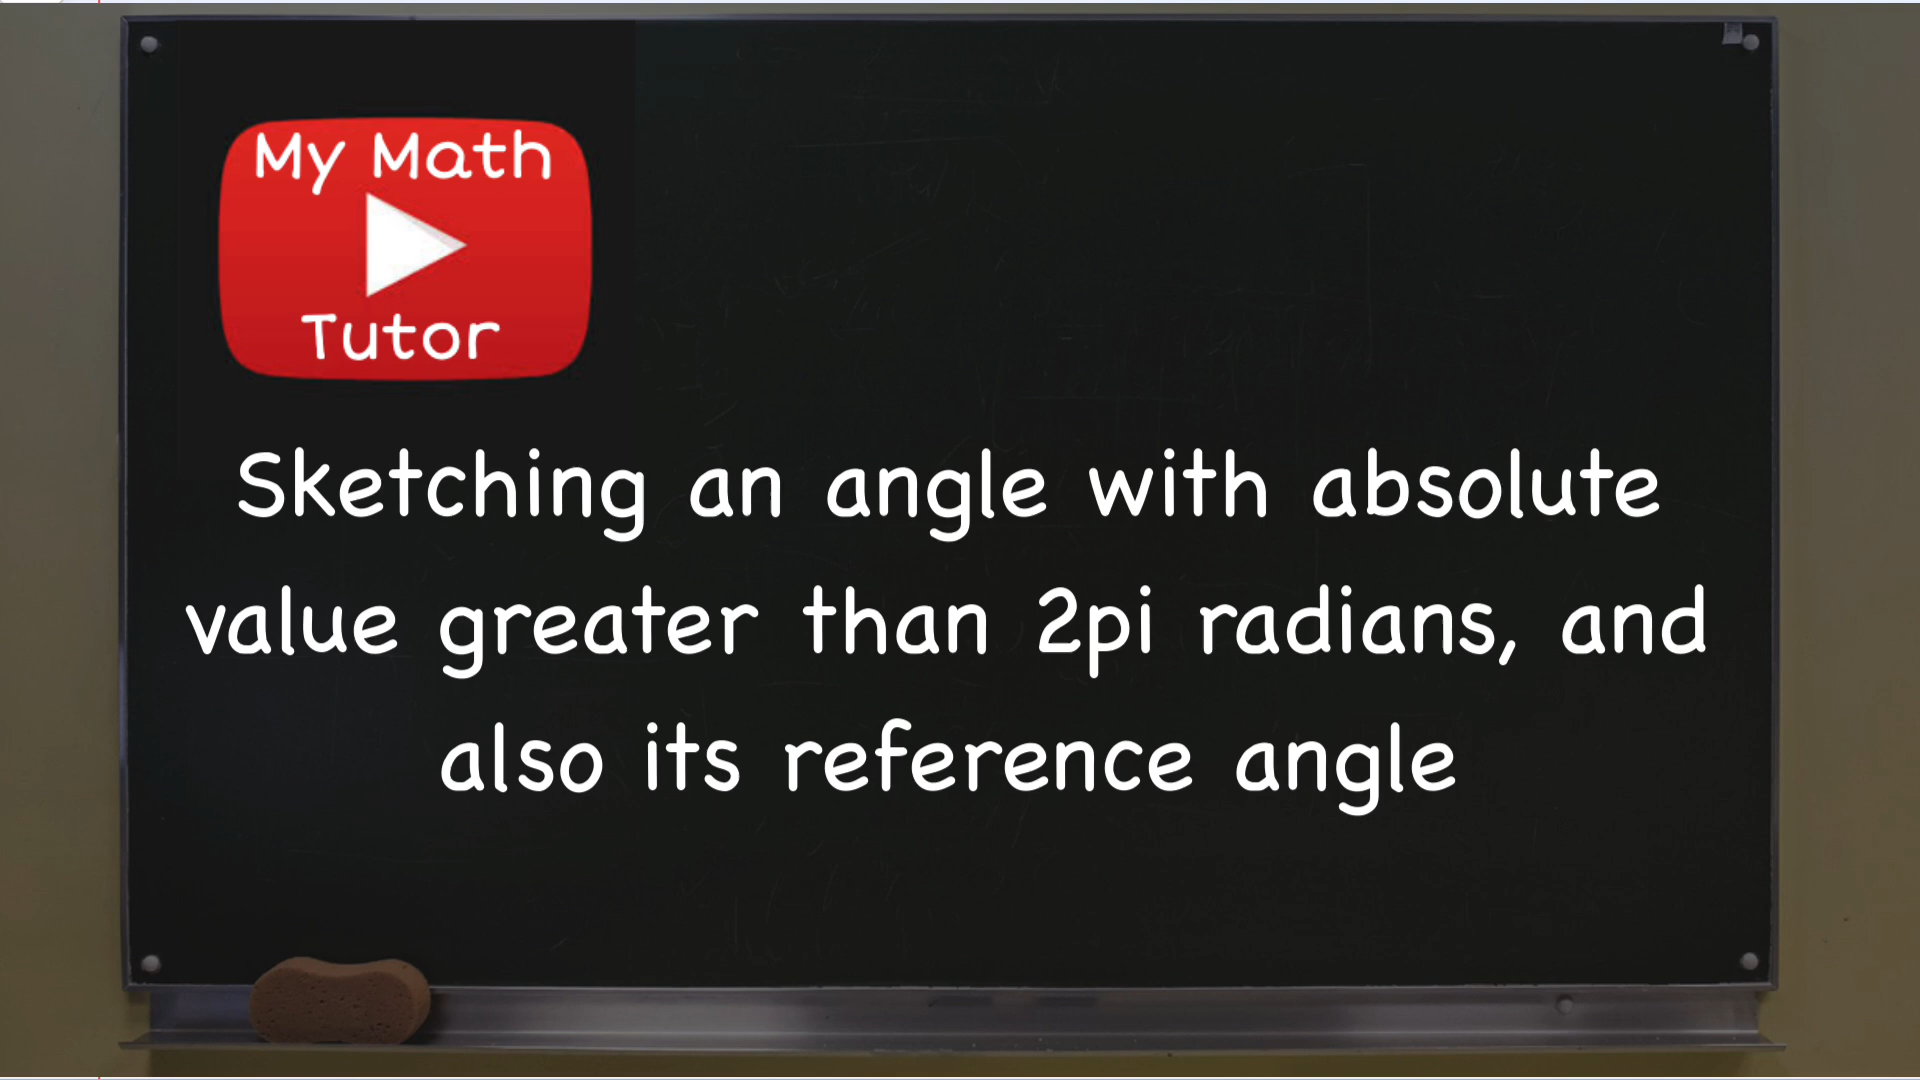 My Math
Tutor
Sketching an angle with absolute
value greater than 2pi radians, and
also its reference angle